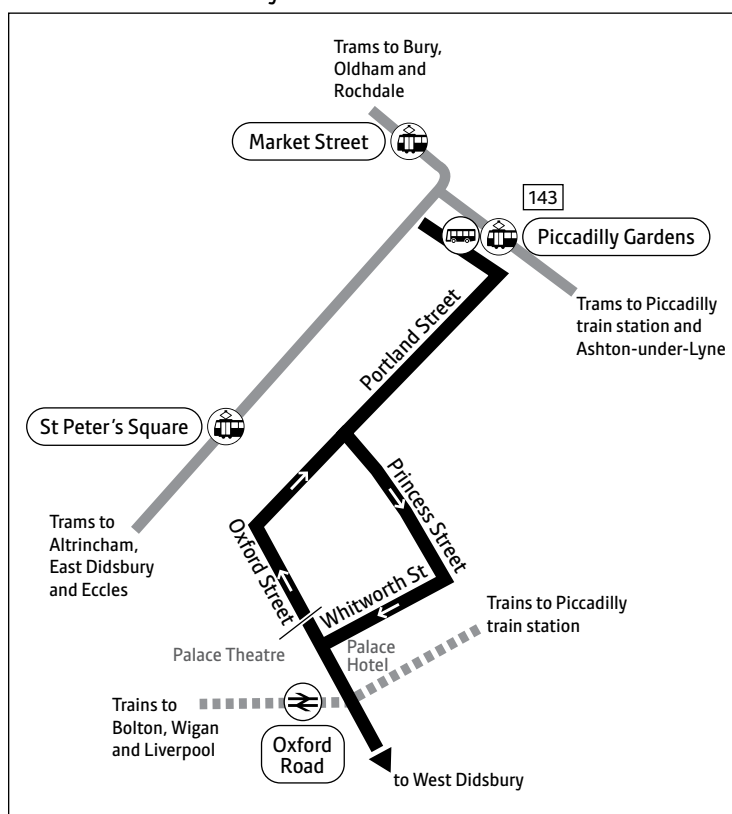 Trams to Bury,
Oldham and
Rochdale
Market Street
143
Piccadilly Gardens
Trams to Piccadilly
train station and
Ashton-under-Lyne
Portland Street
St Peter's Square
Princess Street
Trams to
Altrincham,
East Didsbury
and Eccles
Oxford Street
Whitworth St
Trains to Piccadilly
train station
Palace Theatre
Palace
Hotel
Trains to
Bolton, Wigan
and Liverpool
Oxford
Road
to West Didsbury